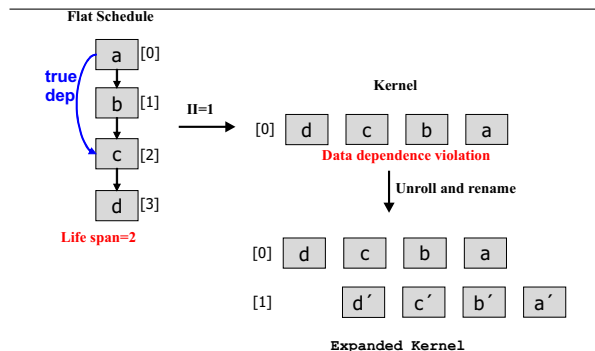 Flat Schedule
a [0]
true
dep
b [1]
II=1
Kernel
c [2]
[0] d c b a
Data dependence violation
d [3]
Unroll and rename
Life span=2
[0] d c b a
[1] d´ c´ b´ a´
Expanded Kernel